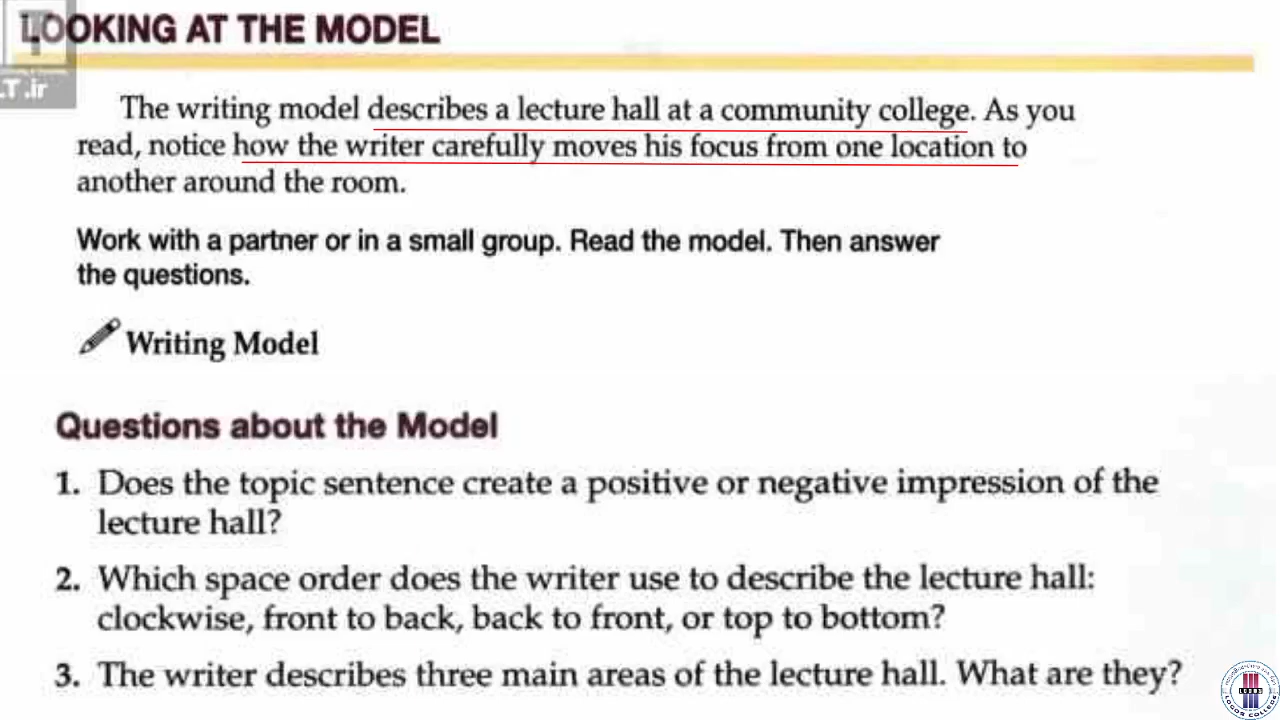 LOOKING AT THE MODEL
.T.ir
The writing model describes a lecture hall at a community college. As you
read, notice how the writer carefully moves his focus from one location to
another around the room.
Work with a partner or in a small group. Read the model. Then answer
the questions.
Writing Model
Questions about the Model
1. Does the topic sentence create a positive or negative impression of the
lecture hall?
2. Which space order does the writer use to describe the lecture hall:
clockwise, front to back, back to front, or top to bottom?
3. The writer describes three main areas of the lecture hall. What are they?
LOGOS
LOGOS COLLEGE